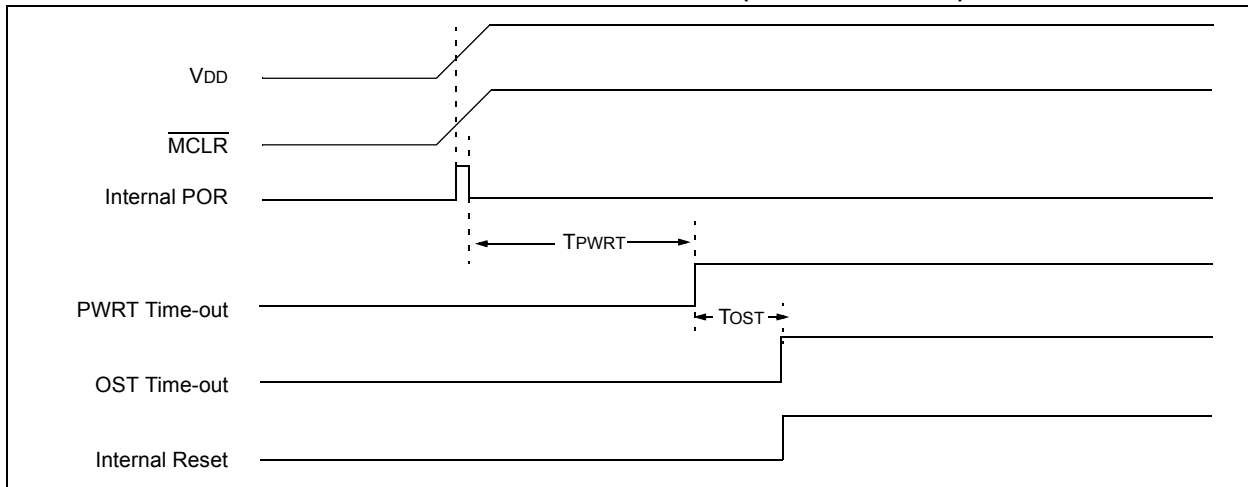 VDD
MCLR
Internal POR
TPWRT
PWRT Time-out
TOST
OST Time-out
Internal Reset